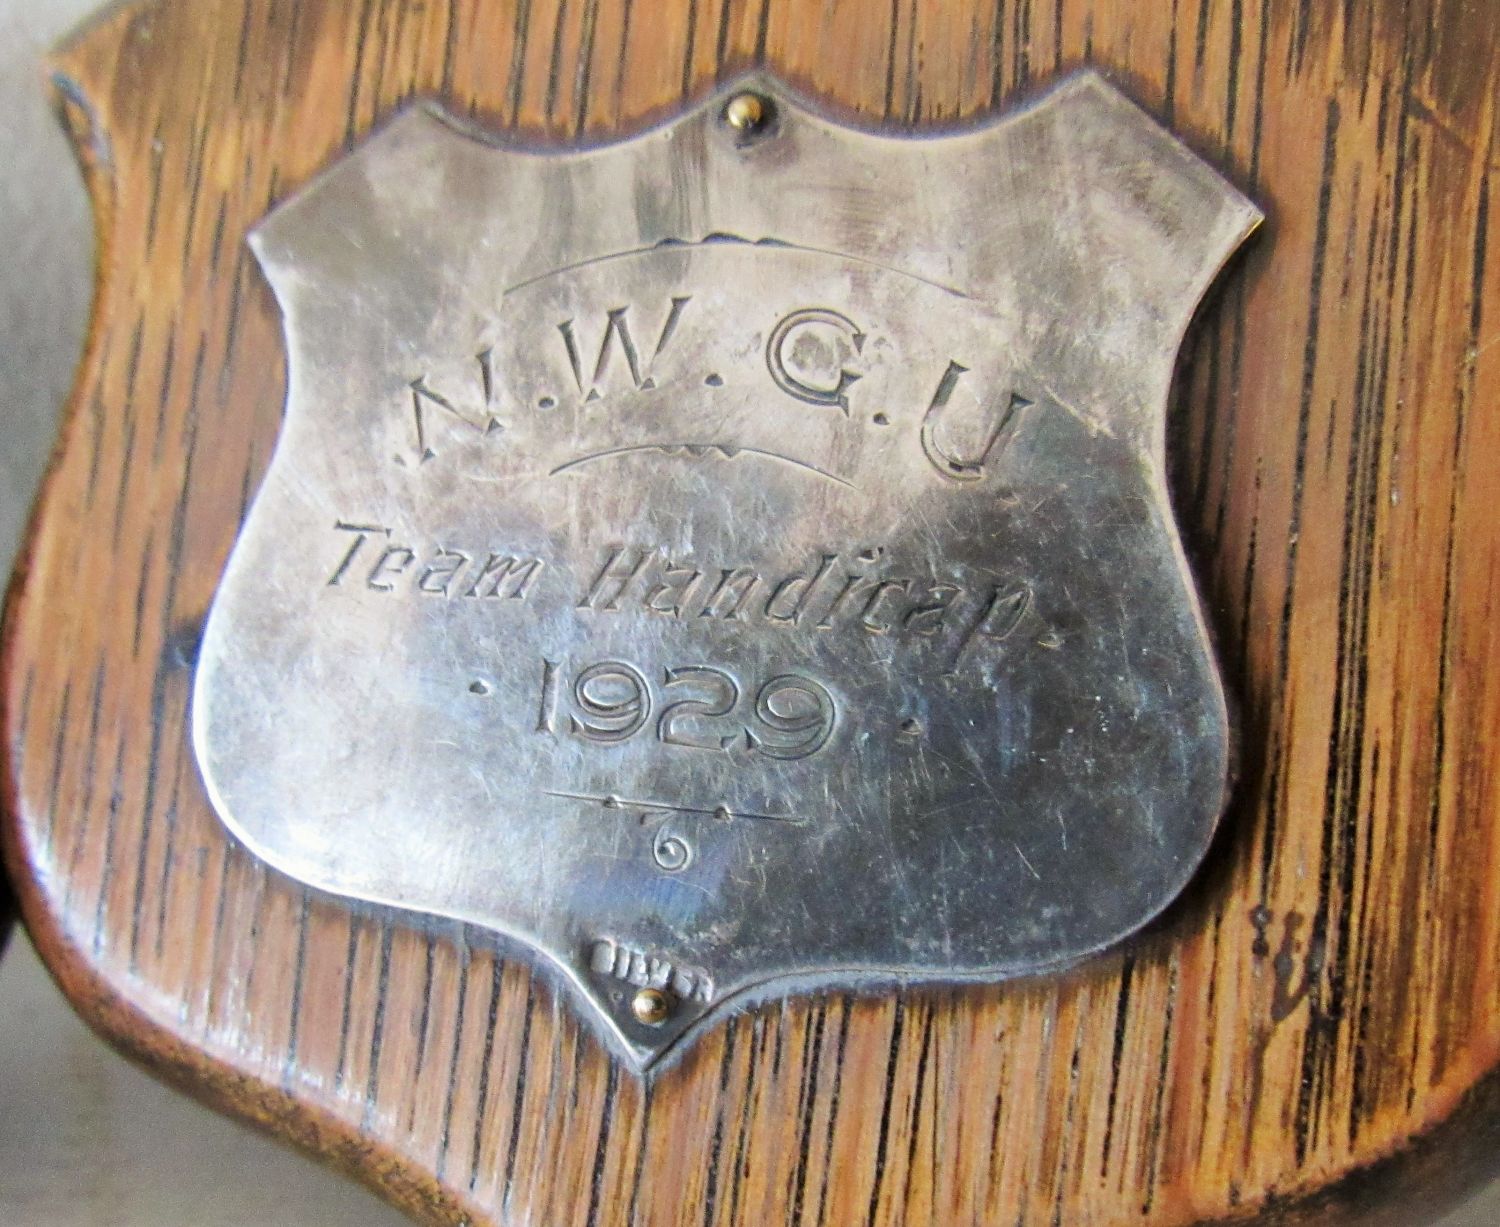 N.W.G.U
Team Handicap.
· 1929 ·
SILVER